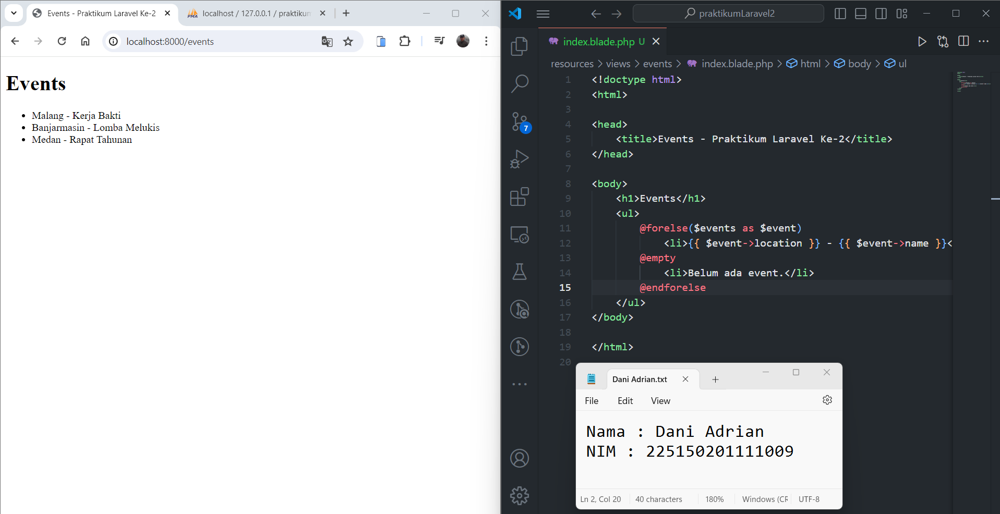 Events - Praktikum Laravel Ke-2
localhost / 127.0.0.1 / praktikum
localhost:8000/events
Events
Malang - Kerja Bakti
Banjarmasin - Lomba Melukis
Medan - Rapat Tahunan
praktikumLaravel2
index.blade.php U
resources > views > events > index.blade.php > html > body > ul
7
1 <!doctype html>
2 <html>
3
4 <head>
5 <title>Events - Praktikum Laravel Ke-2</title>
6 </head>
7
8 <body>
9 <h1>Events</h1>
10 <ul>
11 @forelse($events as $event)
12 <li>{{ $event->location }} - {{ $event->name }}<
13 @empty
14 <li>Belum ada event.</li>
15 @endforelse
16 </ul>
17 </body>
18
19 </html>
20
Dani Adrian.txt
File Edit View
Nama : Dani Adrian
NIM : 225150201111009
Ln 2, Col 20 40 characters 180% Windows (CR UTF-8